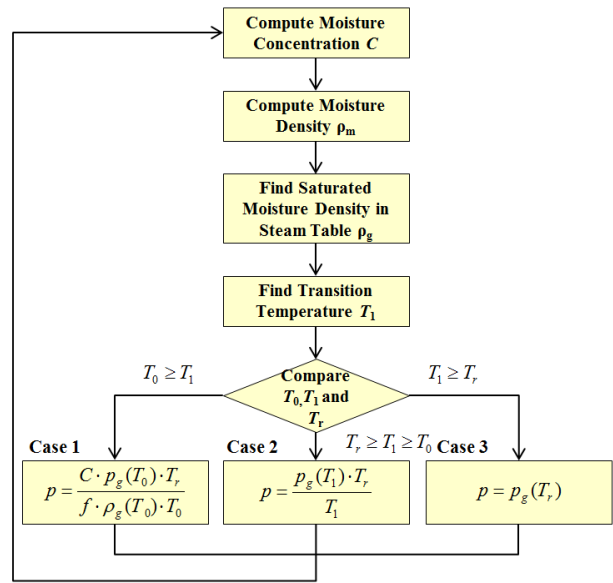 Compute Moisture
Concentration C
Compute Moisture
Density ρm
Find Saturated
Moisture Density in
Steam Table ρg
Find Transition
Temperature T1
T0 ≥ T1
Compare
T0,T1 and
Tr
T1 ≥ Tr
Case 1
Case 2
Tr ≥ T1 ≥ T0
Case 3
p = C · pg(T0) · Tr / f · ρg(T0) · T0
p = pg(T1) · Tr / T1
p = pg(Tr)